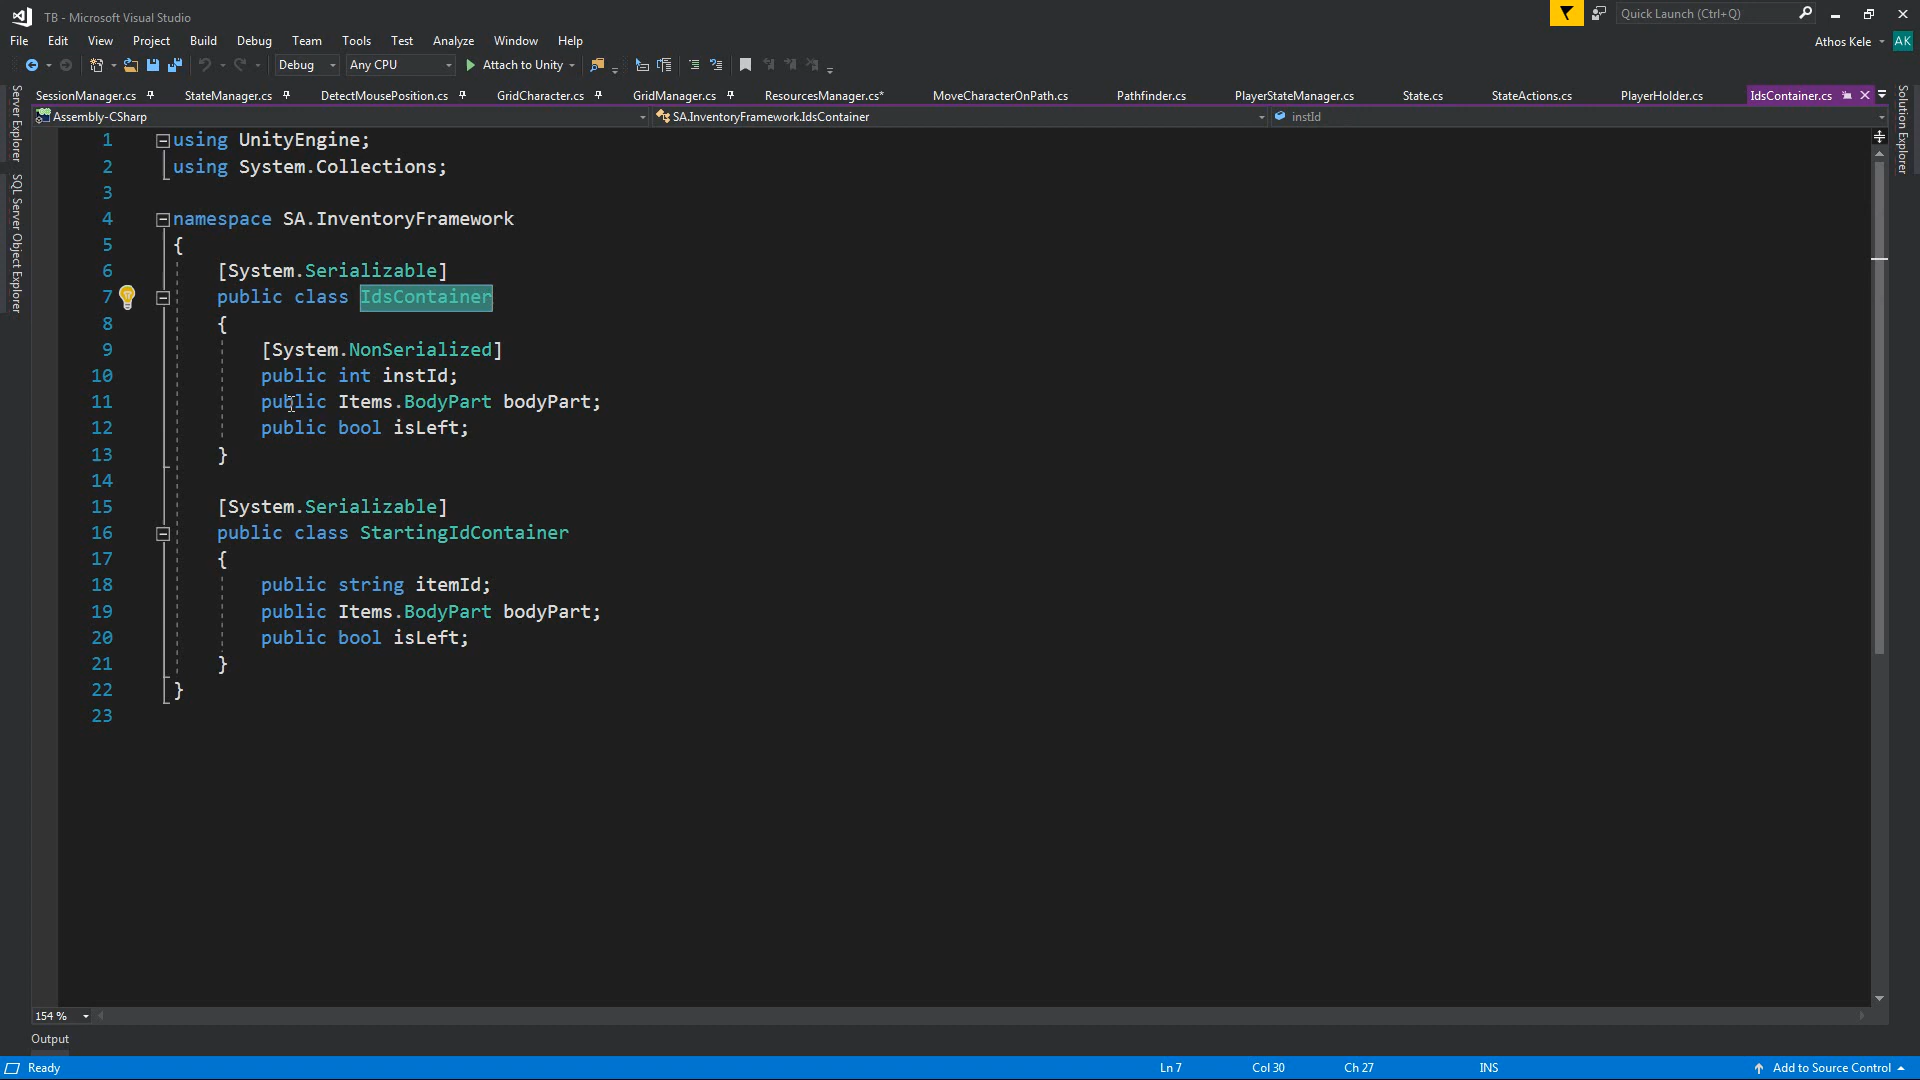 TB - Microsoft Visual Studio
Quick Launch (Ctrl+Q)
File Edit View Project Build Debug Team Tools Test Analyze Window Help
Athos Kele AK
Debug Any CPU Attach to Unity
SessionManager.cs StateManager.cs DetectMousePosition.cs GridCharacter.cs GridManager.cs ResourcesManager.cs* MoveCharacterOnPath.cs Pathfinder.cs PlayerStateManager.cs State.cs StateActions.cs PlayerHolder.cs IdsContainer.cs
Assembly-CSharp SA.InventoryFramework.IdsContainer instId
Server Explorer
SQL Server Object Explorer
Solution Explorer
1 using UnityEngine;
2 using System.Collections;
3
4 namespace SA.InventoryFramework
5 {
6 [System.Serializable]
7 public class IdsContainer
8 {
9 [System.NonSerialized]
10 public int instId;
11 public Items.BodyPart bodyPart;
12 public bool isLeft;
13 }
14
15 [System.Serializable]
16 public class StartingIdContainer
17 {
18 public string itemId;
19 public Items.BodyPart bodyPart;
20 public bool isLeft;
21 }
22 }
23
154 %
Output
Ready Ln 7 Col 30 Ch 27 INS Add to Source Control